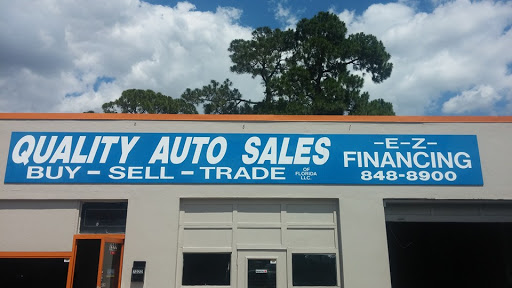 QUALITY AUTO SALES
BUY - SELL - TRADE
OF
FLORIDA
LLC.
-E-Z-
FINANCING
848-8900